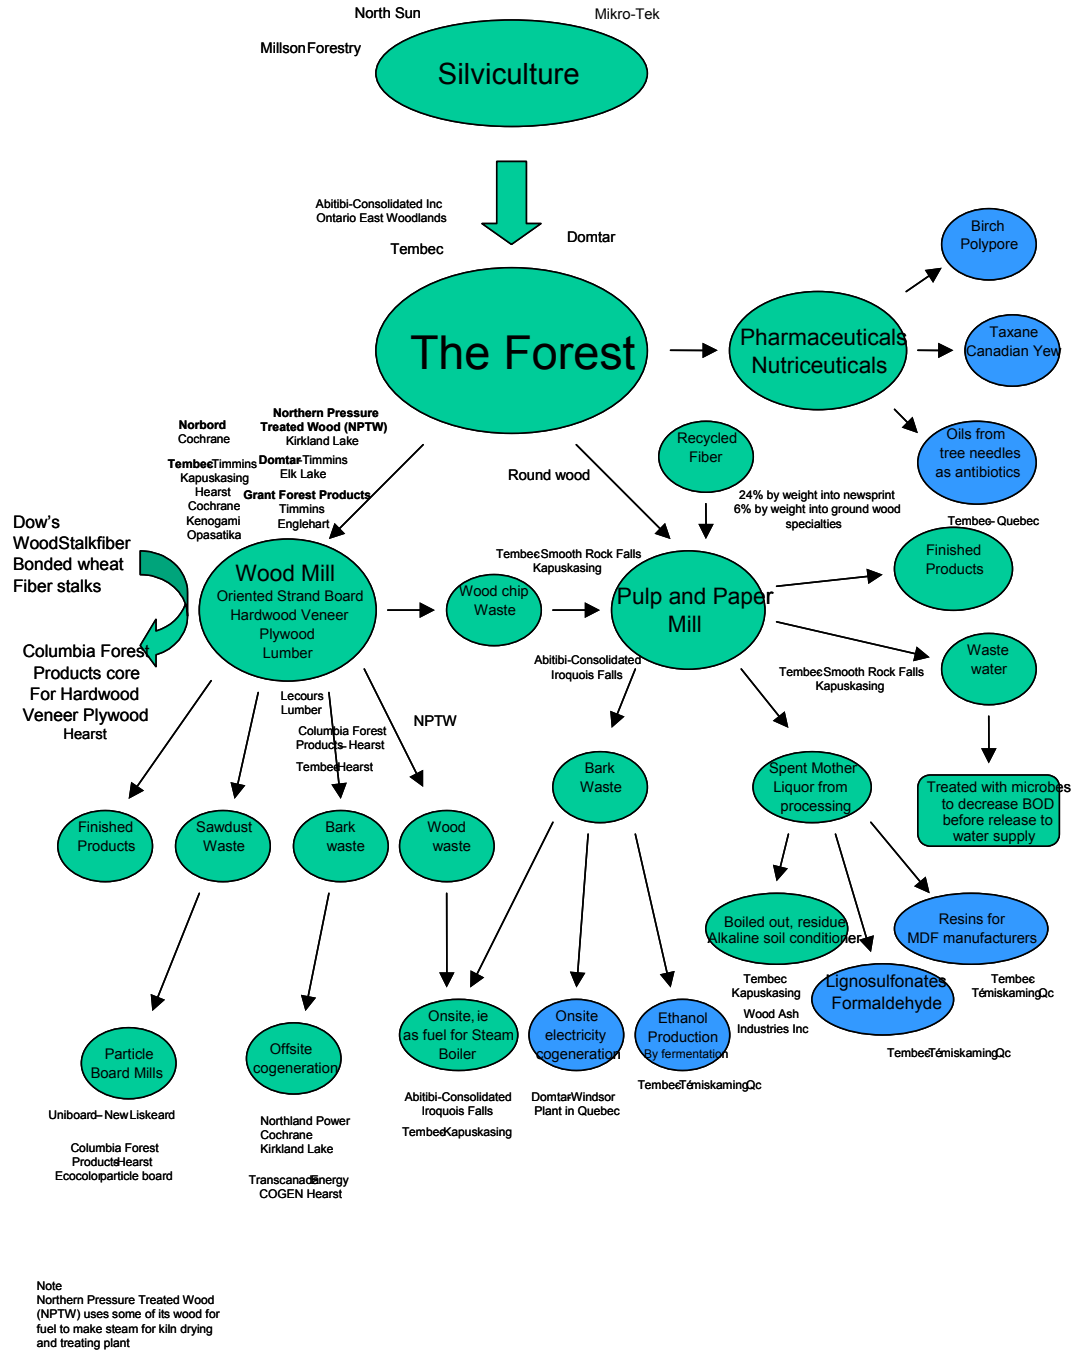 North Sun
Mikro-Tek
Millson Forestry
Silviculture
Abitibi-Consolidated Inc
Ontario East Woodlands
Tembec
Domtar
Birch
Polypore
The Forest
Pharmaceuticals
Nutriceuticals
Taxane
Canadian Yew
Northern Pressure
Treated Wood (NPTW)
Kirkland Lake
Norbord
Cochrane
Domtar-Timmins
Elk Lake
Tembec-Timmins
Kapuskasing
Hearst
Cochrane
Kenogami
Opasatika
Grant Forest Products
Timmins
Englehart
Round wood
Recycled
Fiber
24% by weight into newsprint
6% by weight into ground wood
specialties
Oils from
tree needles
as antibiotics
Tembec- Quebec
Dow's
WoodStalkfiber
Bonded wheat
Fiber stalks
Columbia Forest
Products core
For Hardwood
Veneer Plywood
Hearst
Wood Mill
Oriented Strand Board
Hardwood Veneer
Plywood
Lumber
Tembec-Smooth Rock Falls
Kapuskasing
Wood chip
Waste
Pulp and Paper
Mill
Finished
Products
Abitibi-Consolidated
Iroquois Falls
Tembec-Smooth Rock Falls
Kapuskasing
Waste
water
Lecours
Lumber
Columbia Forest
Products-Hearst
Tembec-Hearst
NPTW
Bark
Waste
Spent Mother
Liquor from
processing
Treated with microbes
to decrease BOD
before release to
water supply
Finished
Products
Sawdust
Waste
Bark
waste
Wood
waste
Boiled out, residue
Alkaline soil conditioner
Resins for
MDF manufacturers
Tembec
Kapuskasing
Wood Ash
Industries Inc
Lignosulfonates
Formaldehyde
Tembec-
Témiskaming,Qc
Tembec-Témiskaming,Qc
Particle
Board Mills
Offsite
cogeneration
Onsite, ie
as fuel for Steam
Boiler
Onsite
electricity
cogeneration
Ethanol
Production
By fermentation
Uniboard– New Liskeard
Columbia Forest
Products-Hearst
Ecocolor particle board
Northland Power
Cochrane
Kirkland Lake
Transcanada Energy
COGEN Hearst
Abitibi-Consolidated
Iroquois Falls
Tembec-Kapuskasing
Domtar-Windsor
Plant in Quebec
Tembec-Témiskaming,Qc
Note
Northern Pressure Treated Wood
(NPTW) uses some of its wood for
fuel to make steam for kiln drying
and treating plant